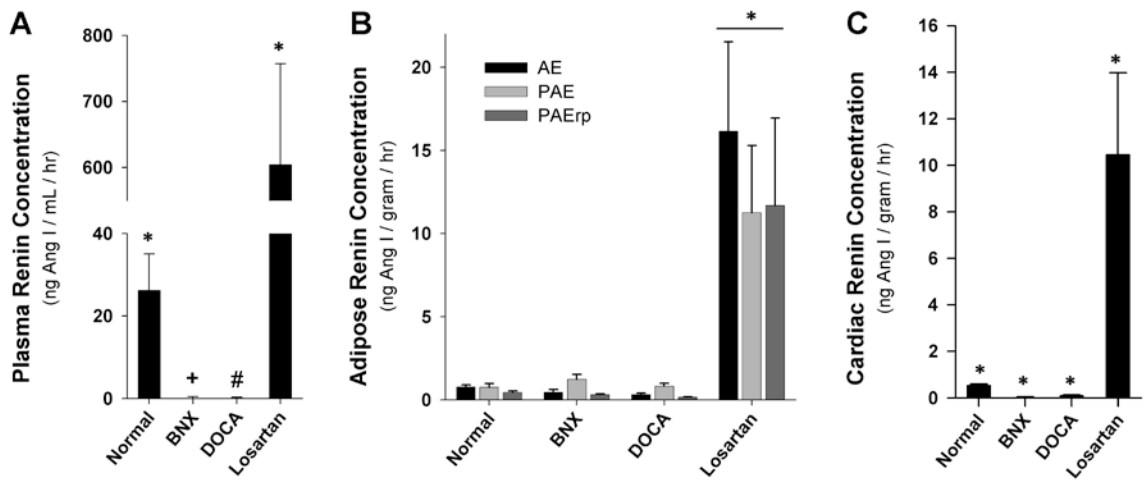 A
Plasma Renin Concentration
(ng Ang I / mL / hr)
800
700
600
40
20
0
*
+
#
*
Normal
BNX
DOCA
Losartan
B
Adipose Renin Concentration
(ng Ang I / gram / hr)
20
15
10
5
0
AE
PAE
PAErp
*
Normal
BNX
DOCA
Losartan
C
Cardiac Renin Concentration
(ng Ang I / gram / hr)
16
14
12
10
8
6
4
2
0
*
*
*
*
Normal
BNX
DOCA
Losartan